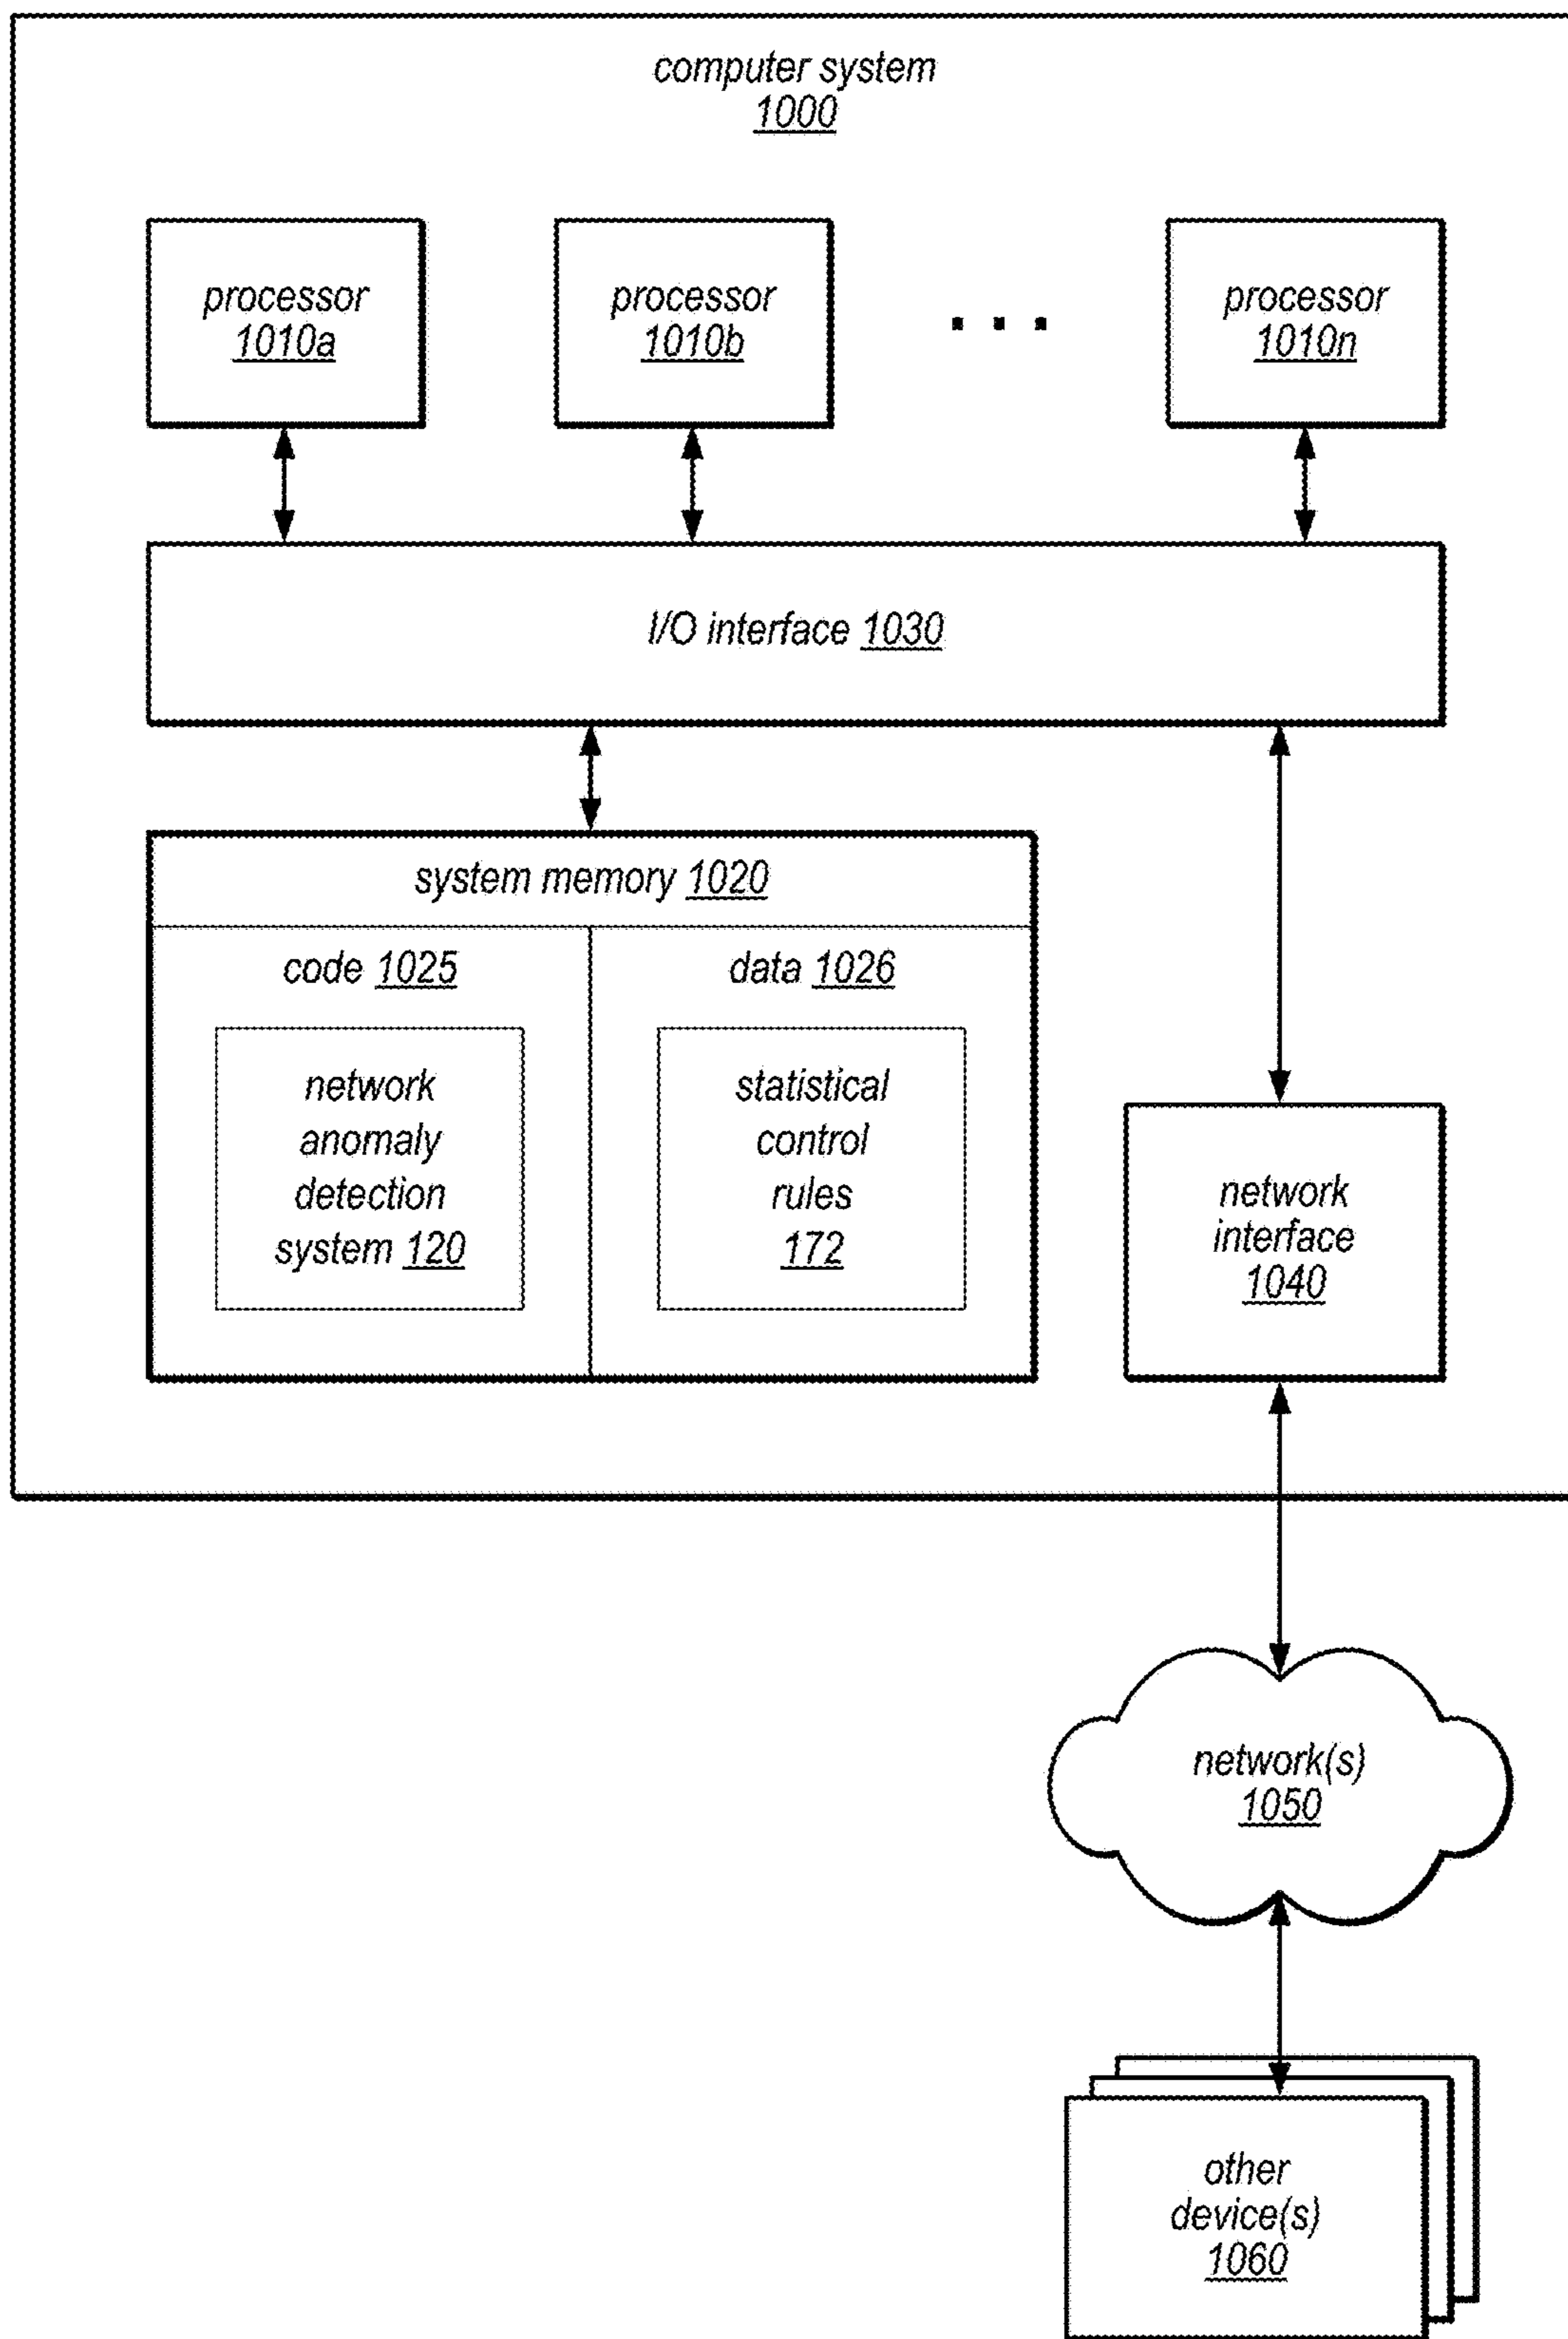 computer system
1000
processor
1010a
processor
1010b
. . .
processor
1010n
I/O interface 1030
system memory 1020
code 1025
network
anomaly
detection
system 120
data 1026
statistical
control
rules
172
network
interface
1040
network(s)
1050
other
device(s)
1060